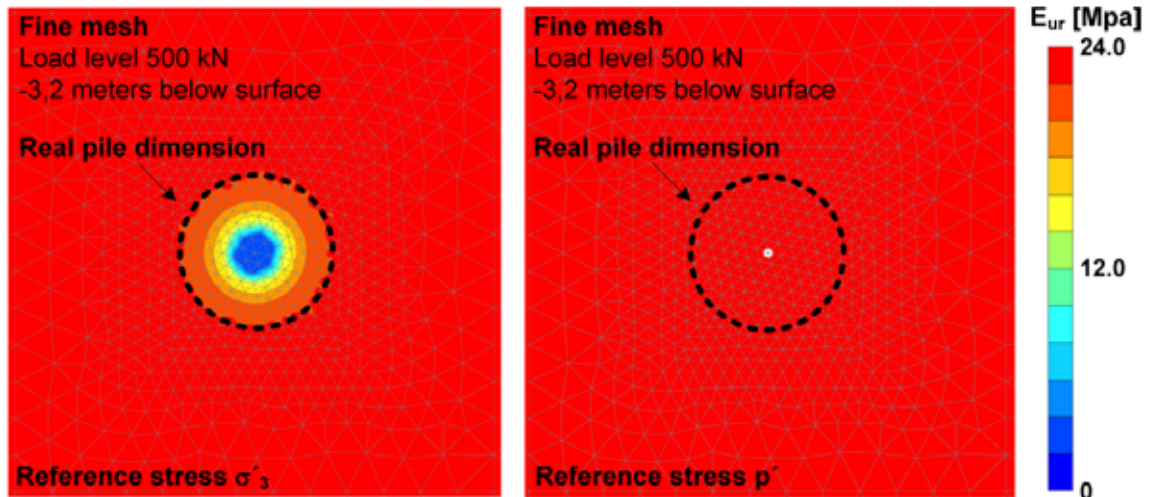 Fine mesh
Load level 500 kN
-3,2 meters below surface
Real pile dimension
Reference stress σ´3
Fine mesh
Load level 500 kN
-3,2 meters below surface
Real pile dimension
Reference stress p´
Eur [Mpa]
24.0
12.0
0